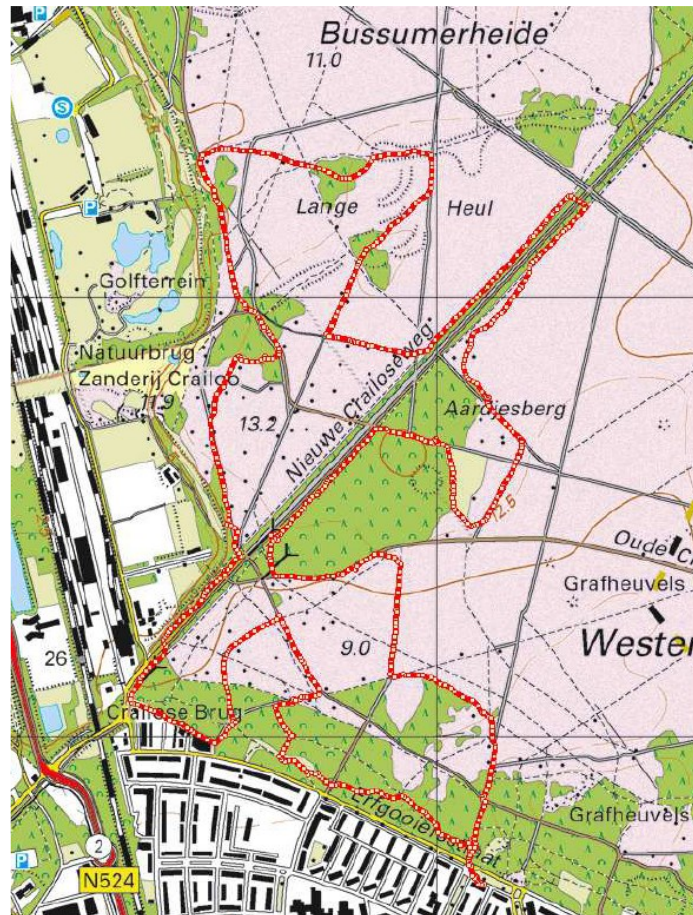 P
Bussumerheide
11.0
S
P
Lange
Heul
Golfterrein
Natuurbrug
Zanderij Crailoo
11.9
Nieuwe Crailoseweg
13.2
Aardjesberg
12.5
Oude C
Grafheuvels
26
9.0
Wester
Crailose Brug
Erfgooiersstraat
Grafheuvels
2
P
N524